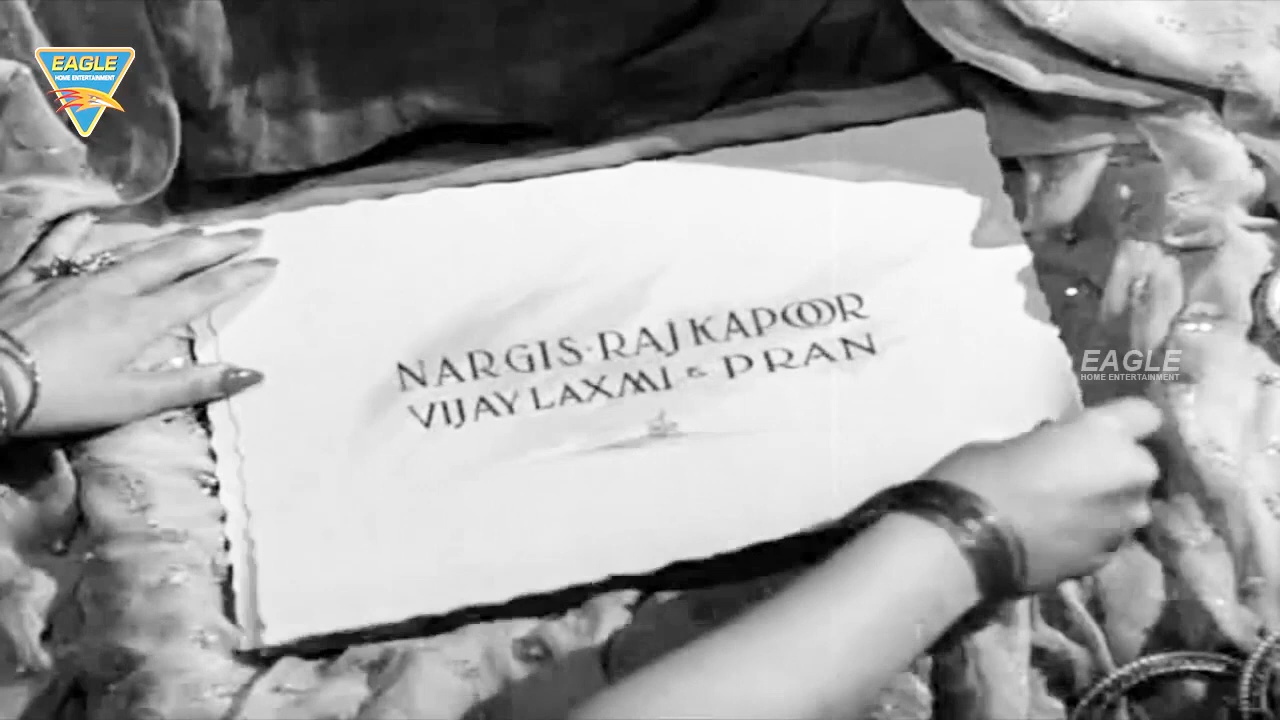 EAGLE
HOME ENTERTAINMENT
NARGIS·RAJ KAPOOR
VIJAY LAXMI & PRAN
EAGLE
HOME ENTERTAINMENT